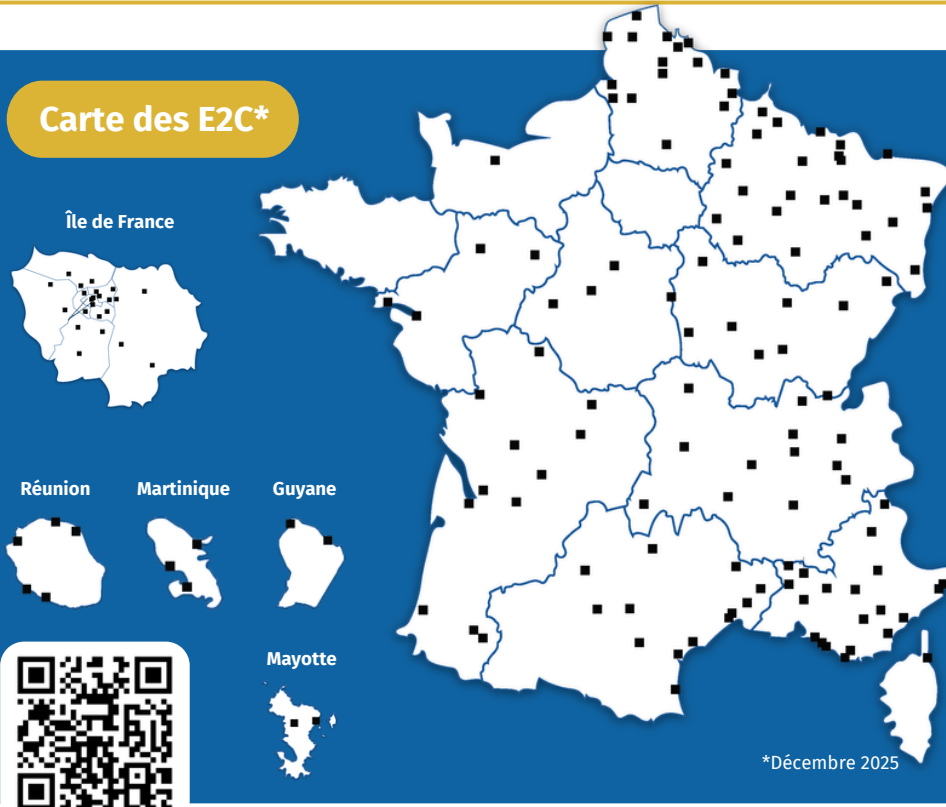 Carte des E2C*
Île de France
Réunion
Martinique
Guyane
Mayotte
*Décembre 2025